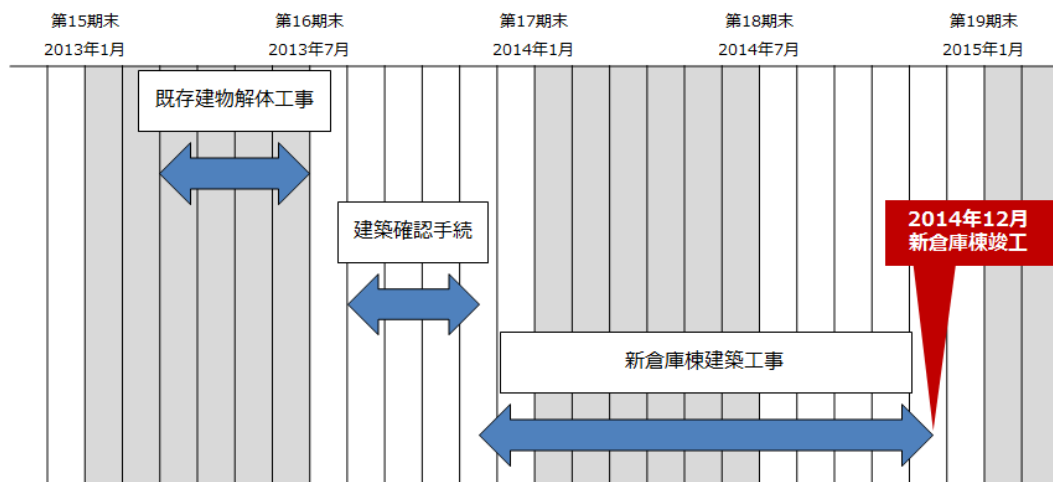 第15期末
2013年1月
第16期末
2013年7月
第17期末
2014年1月
第18期末
2014年7月
第19期末
2015年1月
既存建物解体工事
建築確認手続
2014年12月
新倉庫棟竣工
新倉庫棟建築工事